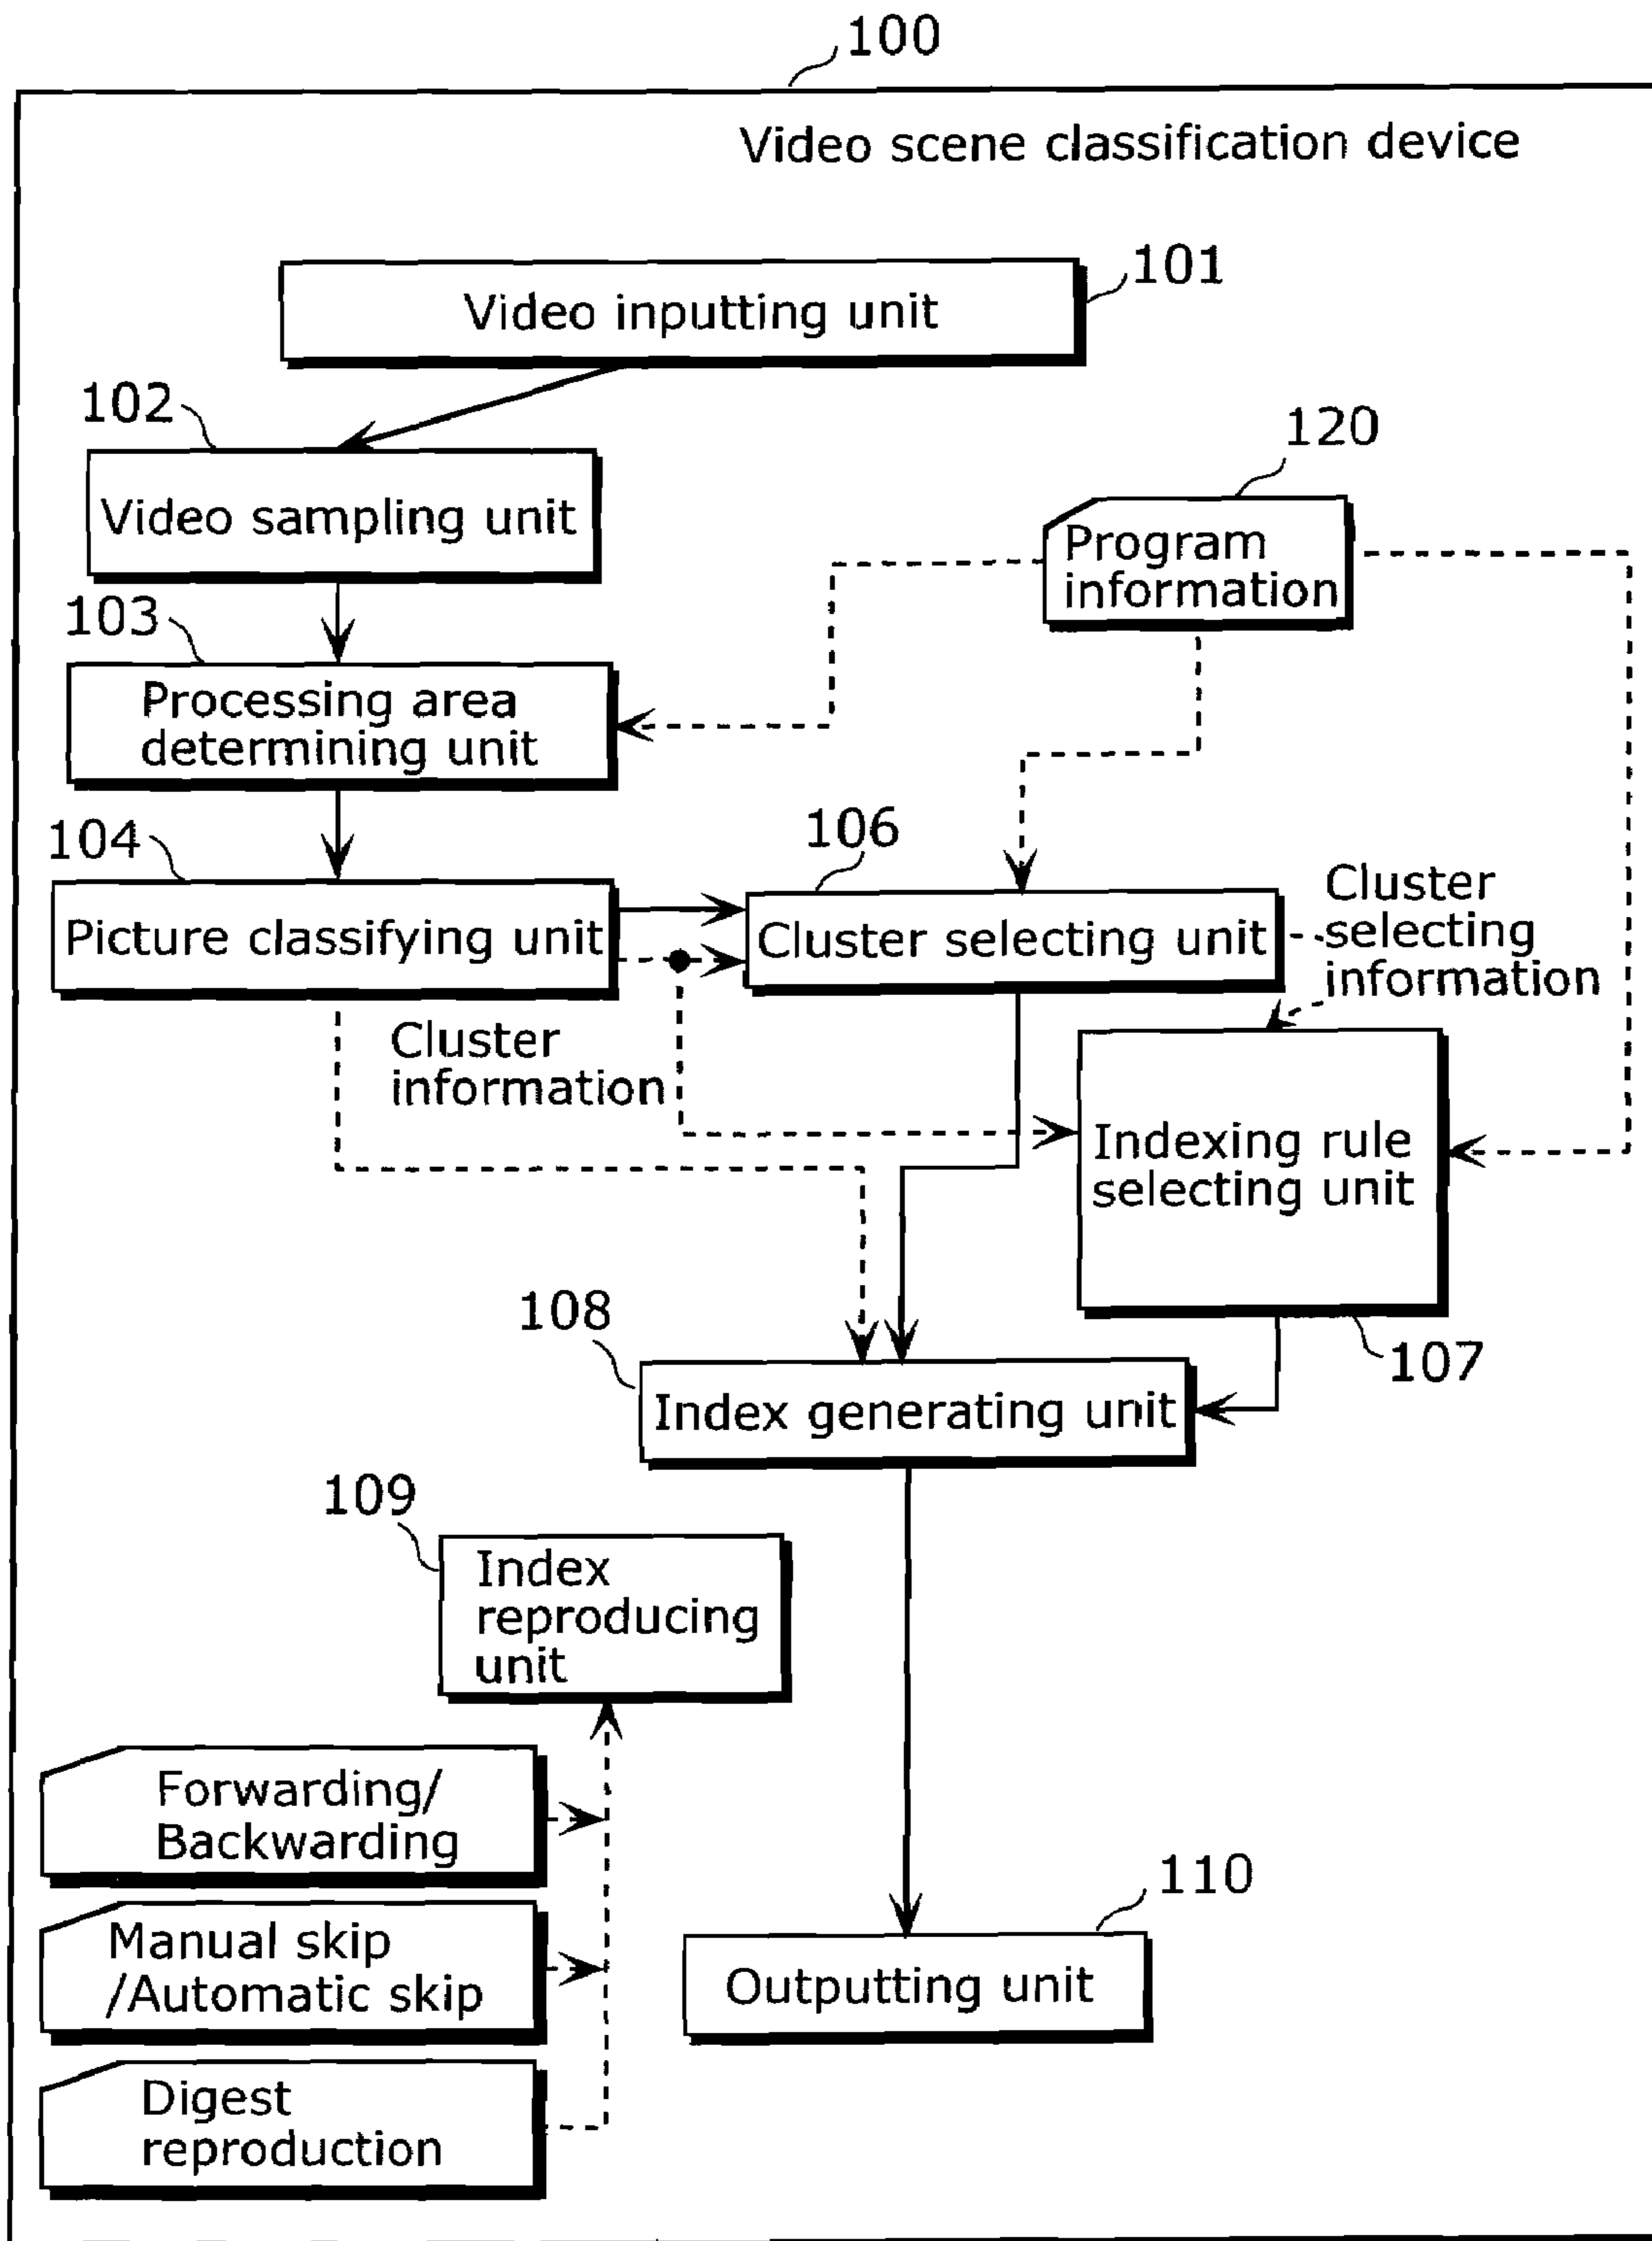 100
Video scene classification device
101
Video inputting unit
102
Video sampling unit
120
Program
information
103
Processing area
determining unit
104
Picture classifying unit
106
Cluster selecting unit
Cluster
selecting
information
Cluster
information
Indexing rule
selecting unit
107
108
Index generating unit
109
Index
reproducing
unit
Forwarding/
Backwarding
Manual skip
/Automatic skip
Digest
reproduction
110
Outputting unit